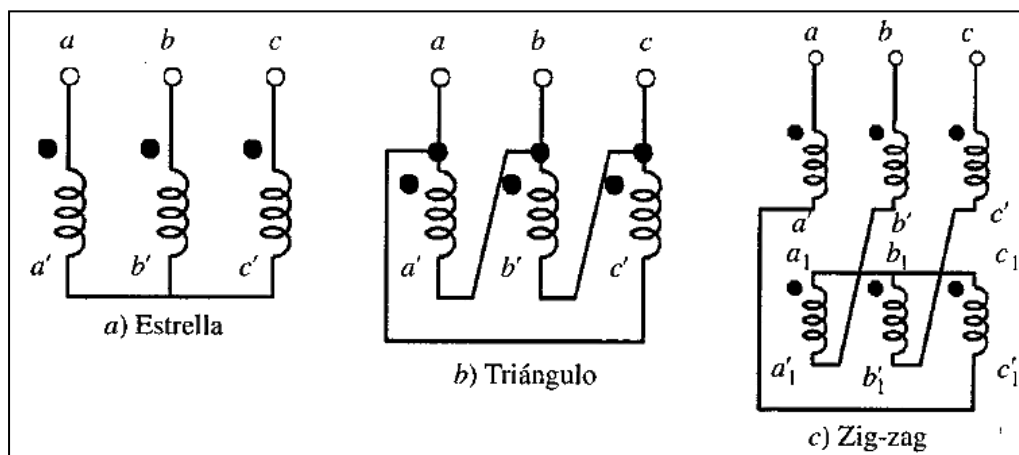 a b c
a' b' c'
a) Estrella
a b c
a' b' c'
b) Triángulo
a b c
a' b' c'
a₁ b₁ c₁
a'₁ b'₁ c'₁
c) Zig-zag